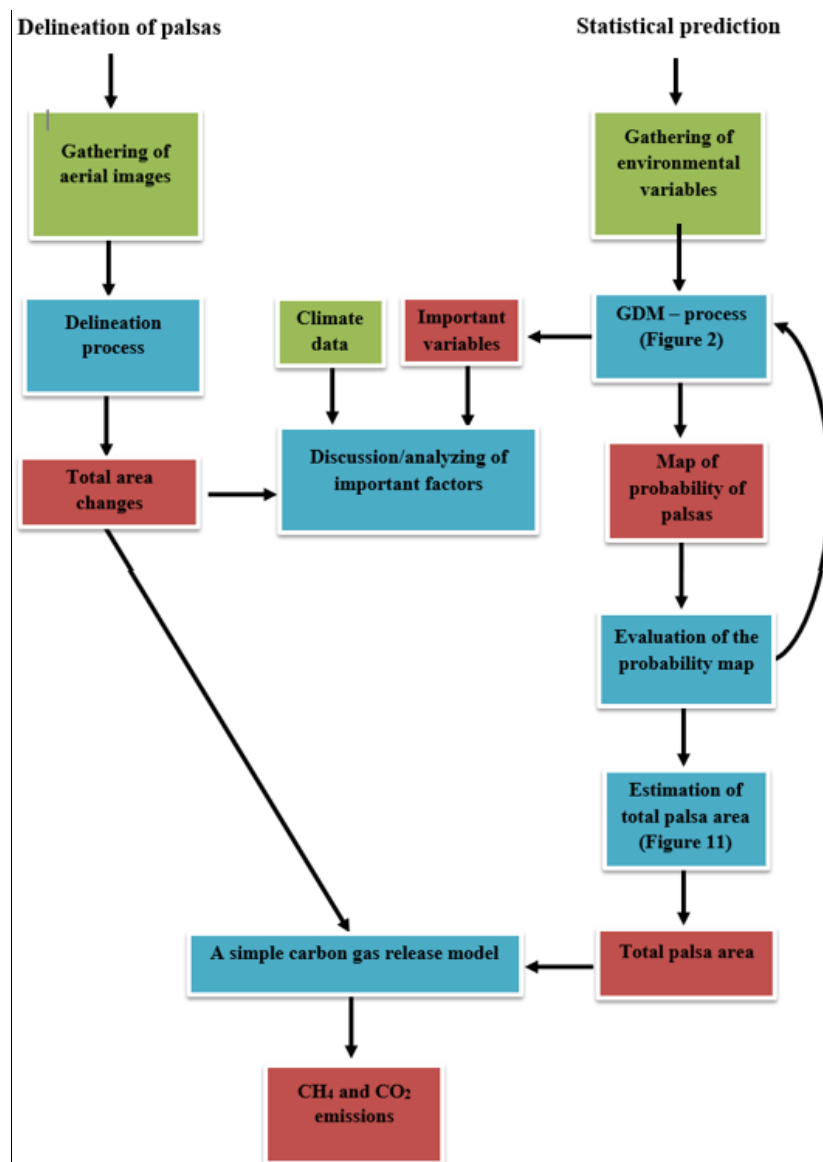 Delineation of palsas
Statistical prediction
Gathering of
aerial images
Gathering of
environmental
variables
Delineation
process
Climate
data
Important
variables
GDM – process
(Figure 2)
Total area
changes
Discussion/analyzing of
important factors
Map of
probability of
palsas
Evaluation of the
probability map
Estimation of
total palsa area
(Figure 11)
A simple carbon gas release model
Total palsa area
CH₄ and CO₂
emissions